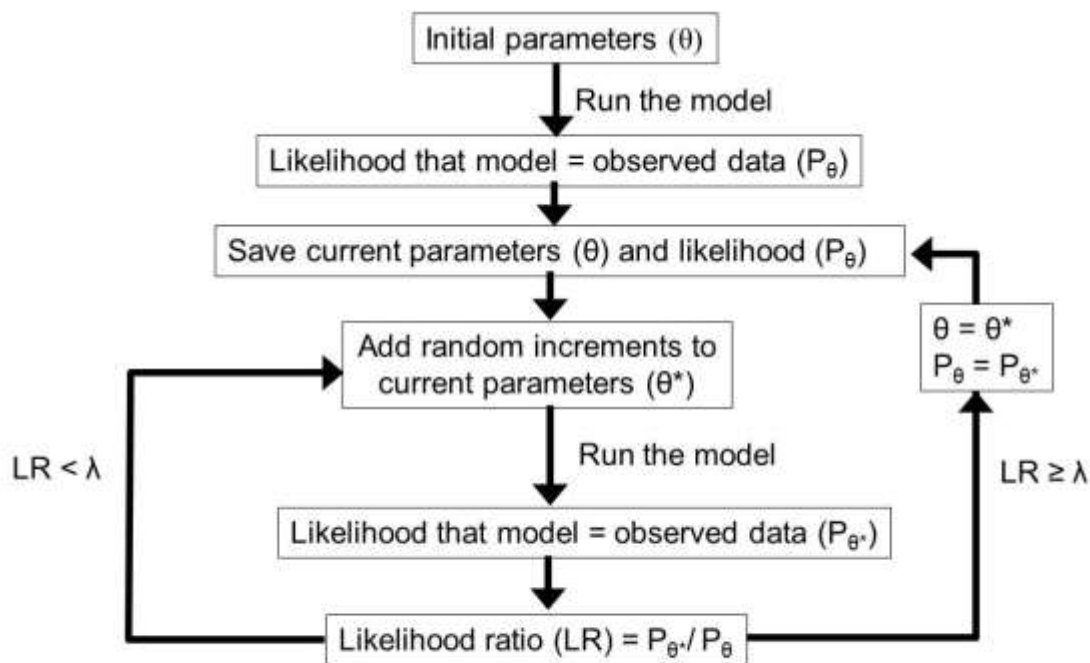 Initial parameters (θ)
Run the model
Likelihood that model = observed data (Pθ)
Save current parameters (θ) and likelihood (Pθ)
Add random increments to
current parameters (θ*)
θ = θ*
Pθ = Pθ*
LR < λ
Run the model
LR ≥ λ
Likelihood that model = observed data (Pθ*)
Likelihood ratio (LR) = Pθ*/ Pθ